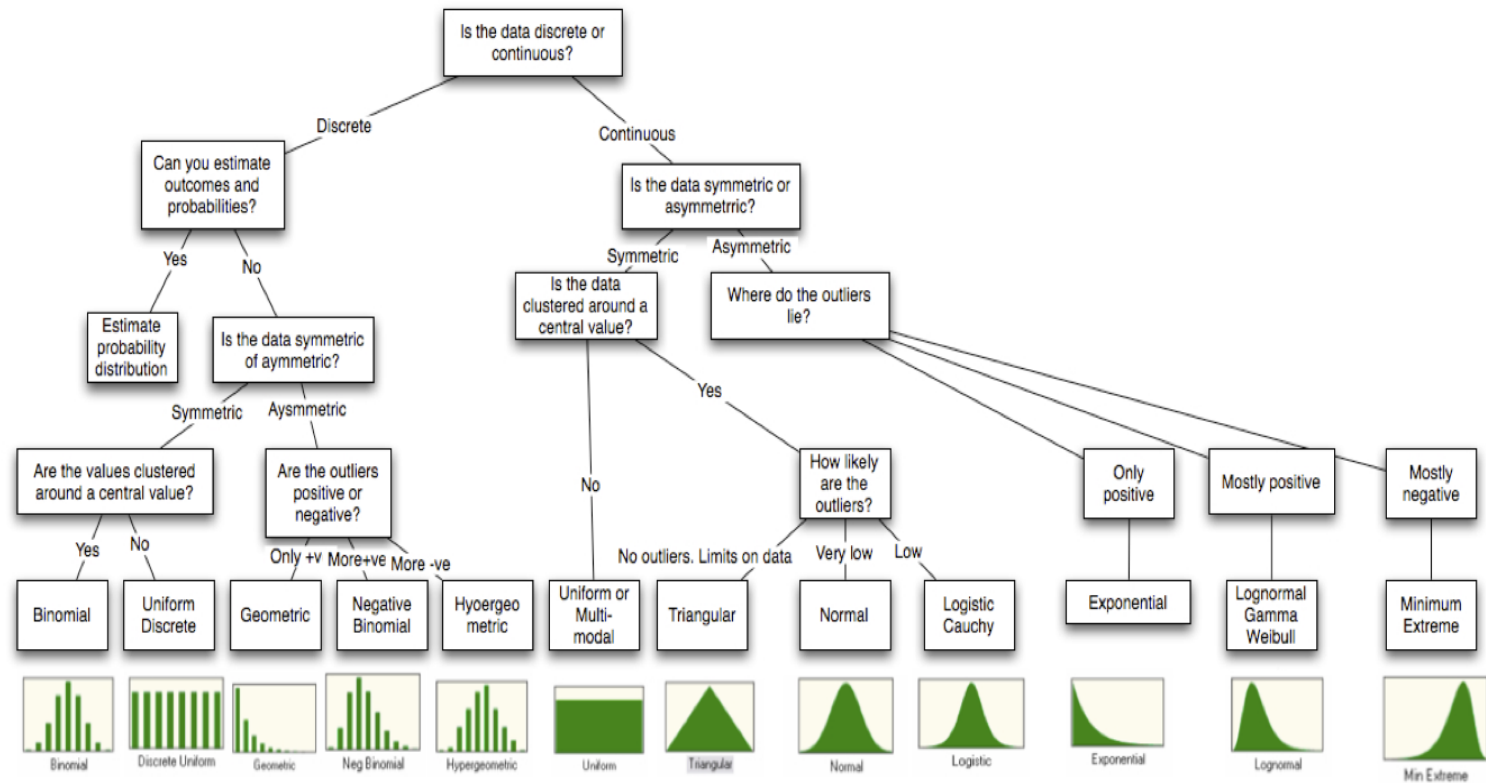 Is the data discrete or
continuous?
Discrete
Continuous
Can you estimate
outcomes and
probabilities?
Is the data symmetric or
asymmetrric?
Yes
No
Symmetric
Asymmetric
Is the data
clustered around a
central value?
Where do the outliers
lie?
Estimate
probability
distribution
Is the data symmetric
of aymmetric?
Symmetric
Aysmmetric
Yes
No
Are the values clustered
around a central value?
Are the outliers
positive or
negative?
How likely
are the
outliers?
Only
positive
Mostly positive
Mostly
negative
Yes
No
Only +v
More+ve
More -ve
No outliers. Limits on data
Very low
Low
Binomial
Uniform
Discrete
Geometric
Negative
Binomial
Hyoergeo
metric
Uniform or
Multi-
modal
Triangular
Normal
Logistic
Cauchy
Exponential
Lognormal
Gamma
Weibull
Minimum
Extreme
Binomial
Discrete Uniform
Geometric
Neg Binomial
Hypergeometric
Uniform
Triangular
Normal
Logistic
Exponential
Lognormal
Min Extreme